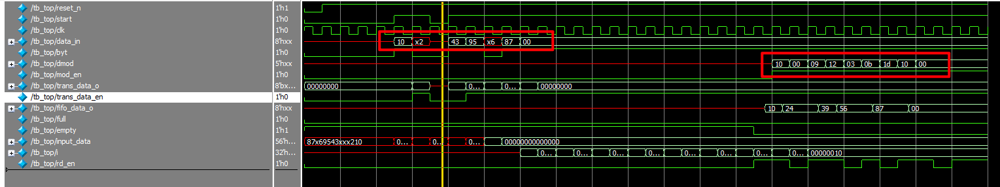 /tb_top/reset_n 1'h1
/tb_top/start 1'h0
/tb_top/clk 1'h0
/tb_top/data_in 8'hxx 10 x2 43 95 x6 87 00
/tb_top/byt 1'h0
/tb_top/dmod 5'hxx 10 00 09 12 03 0b 1d 10 00
/tb_top/mod_en 1'h0
/tb_top/trans_data_o 8'bx... 00000000 0... 0... 00000000
/tb_top/trans_data_en 1'h0
/tb_top/fifo_data_o 8'hxx 10 24 39 56 87 00
/tb_top/full 1'h0
/tb_top/empty 1'h1
/tb_top/input_data 56'h... 87x69543xxx210 0... 0... 0... 00000000000000
/tb_top/i 32'h... 0... 0... 0... 0... 0... 0... 0... 0... 00000010
/tb_top/rd_en 1'h0